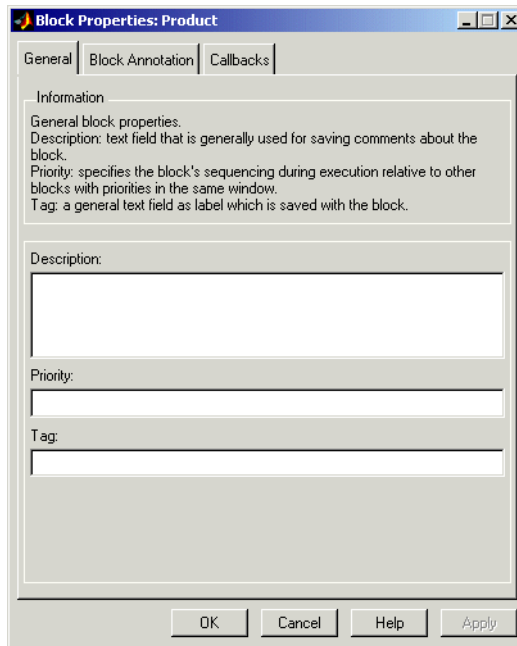 Block Properties: Product
General Block Annotation Callbacks
Information
General block properties.
Description: text field that is generally used for saving comments about the
block.
Priority: specifies the block's sequencing during execution relative to other
blocks with priorities in the same window.
Tag: a general text field as label which is saved with the block.
Description:
Priority:
Tag:
OK Cancel Help Apply